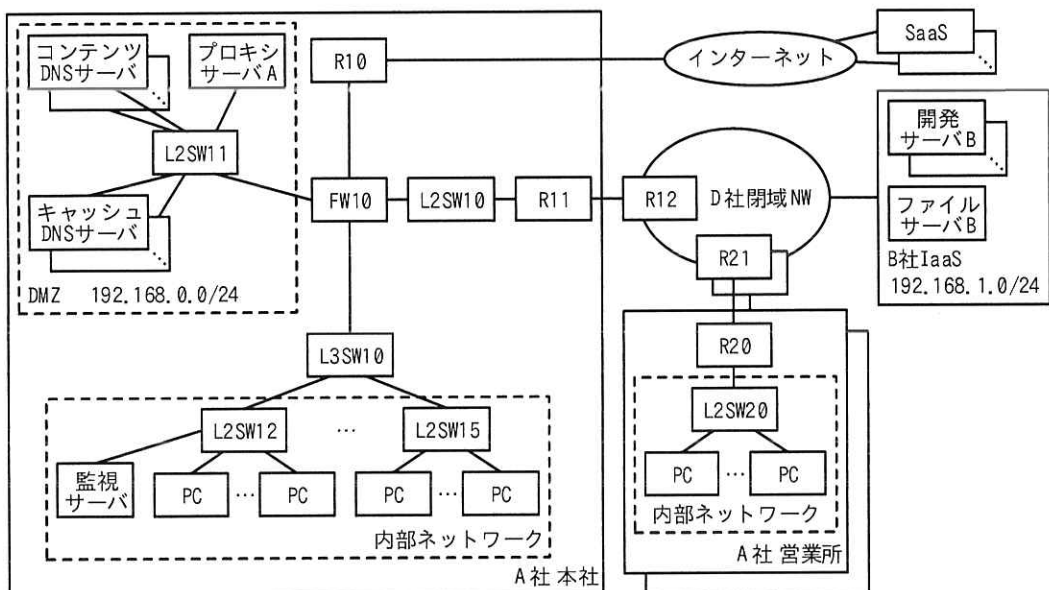 コンテンツ
DNSサーバ
プロキシ
サーバA
L2SW11
キャッシュ
DNSサーバ
DMZ 192.168.0.0/24
R10
FW10
L2SW10
R11
R12
インターネット
SaaS
D社閉域NW
開発
サーバB
ファイル
サーバB
B社IaaS
192.168.1.0/24
R21
R20
L2SW20
PC
…
PC
内部ネットワーク
A社 営業所
L3SW10
L2SW12
…
L2SW15
監視
サーバ
PC
…
PC
PC
…
PC
内部ネットワーク
A社 本社